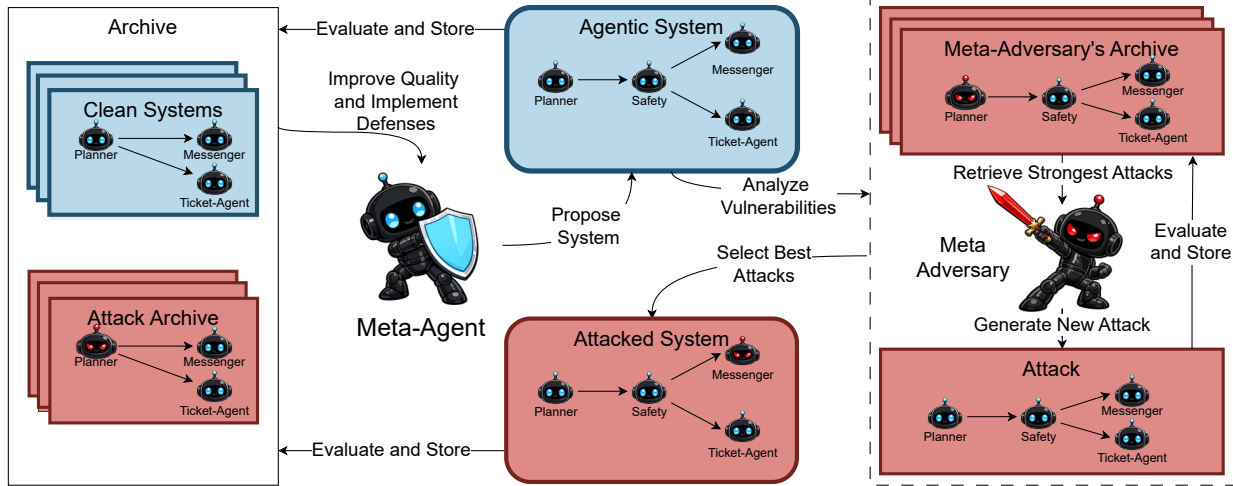 Archive
Clean Systems
Planner
Messenger
Ticket-Agent
Attack Archive
Planner
Messenger
Ticket-Agent
Evaluate and Store
Improve Quality
and Implement
Defenses
Meta-Agent
Propose
System
Evaluate and Store
Agentic System
Planner
Safety
Messenger
Ticket-Agent
Analyze
Vulnerabilities
Select Best
Attacks
Attacked System
Planner
Safety
Messenger
Ticket-Agent
Meta-Adversary's Archive
Planner
Safety
Messenger
Ticket-Agent
Retrieve Strongest Attacks
Meta
Adversary
Evaluate
and Store
Generate New Attack
Attack
Planner
Safety
Messenger
Ticket-Agent